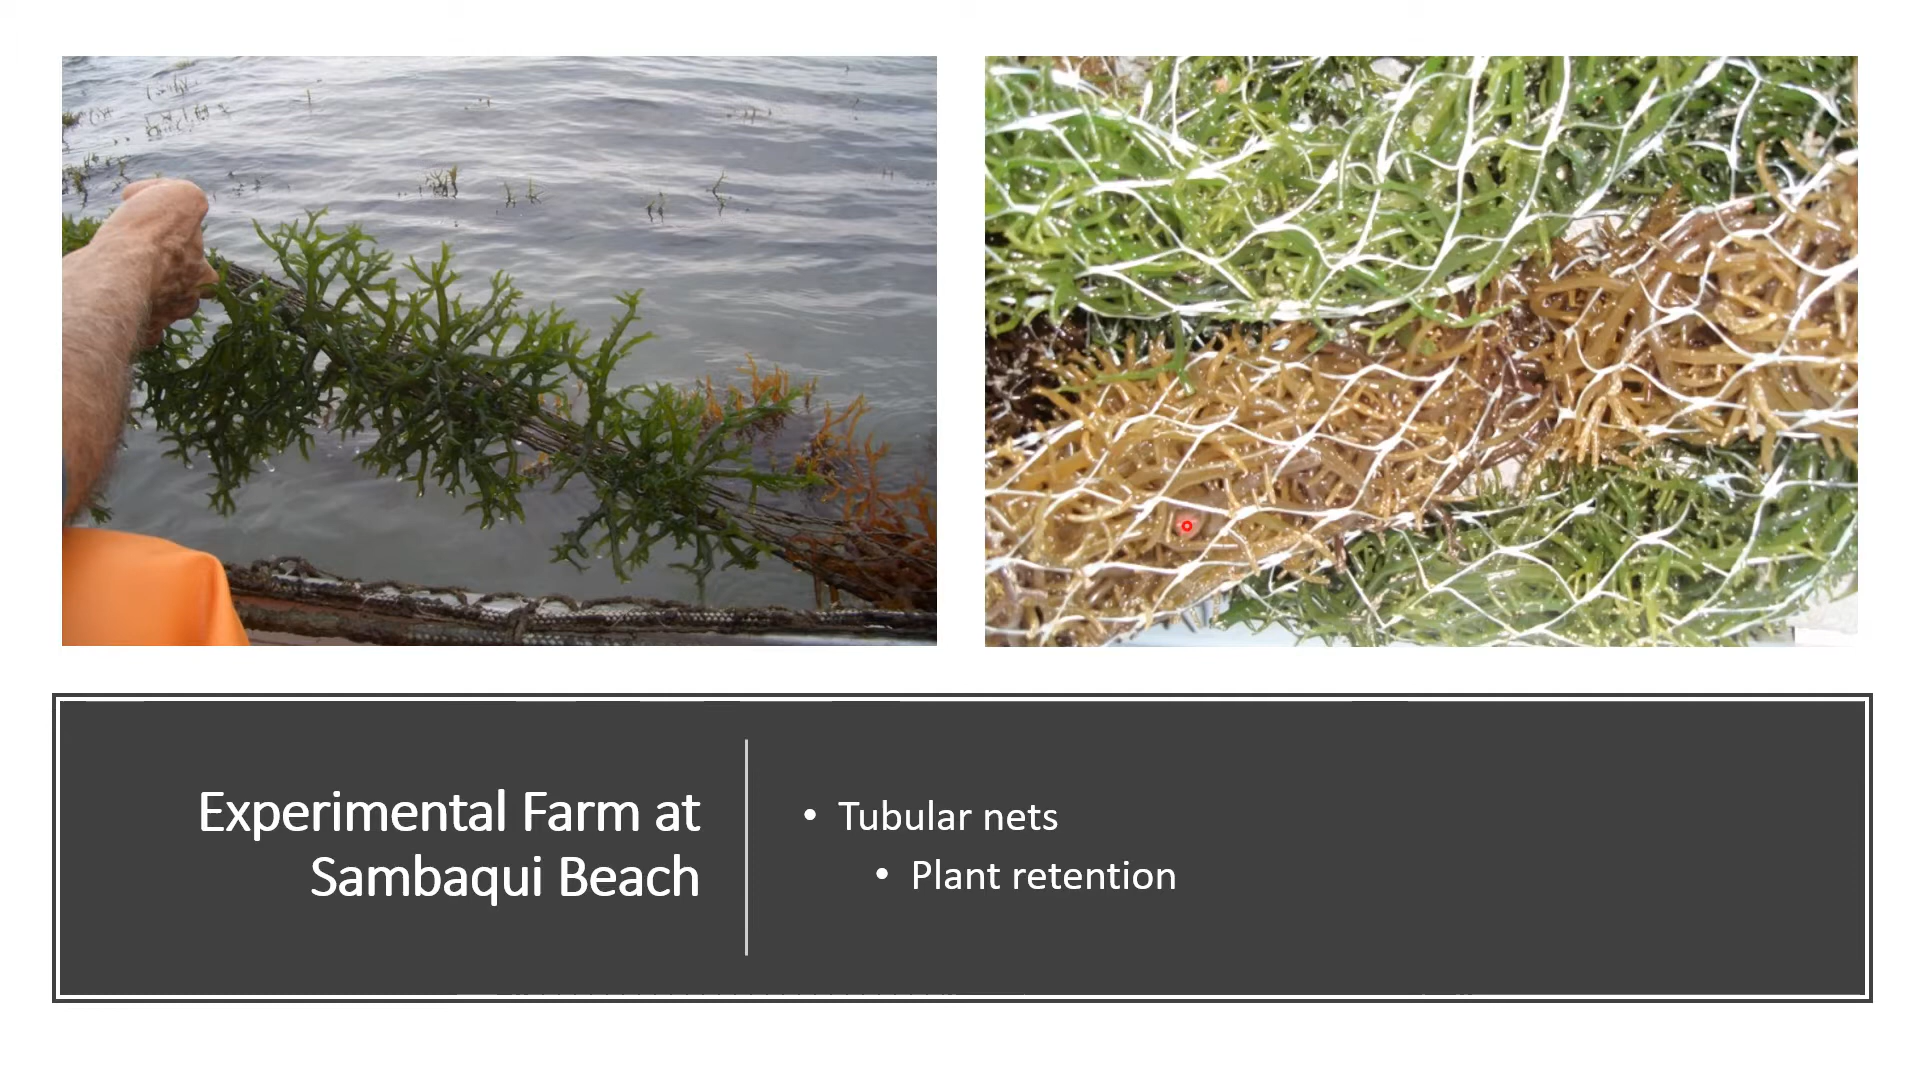 Experimental Farm at
Sambaqui Beach
• Tubular nets
• Plant retention